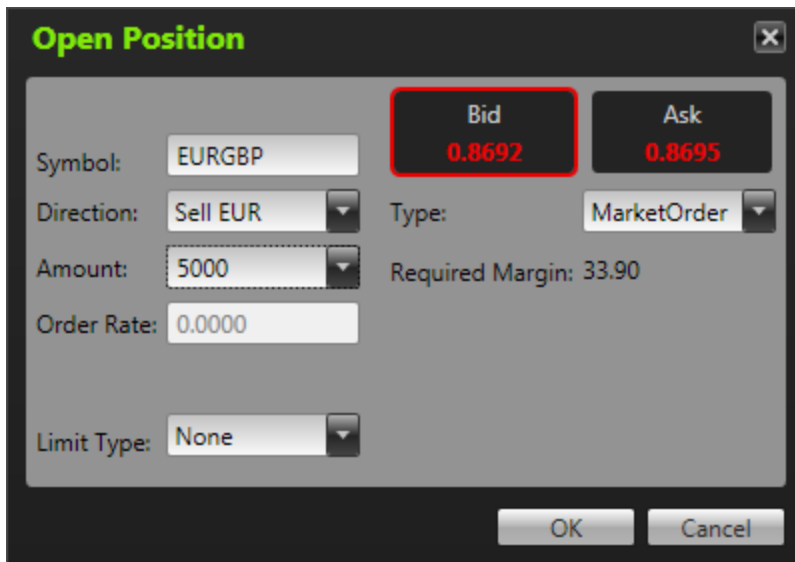 Open Position
Bid Ask
0.8692 0.8695
Symbol: EURGBP
Direction: Sell EUR Type: MarketOrder
Amount: 5000 Required Margin: 33.90
Order Rate: 0.0000
Limit Type: None
OK Cancel